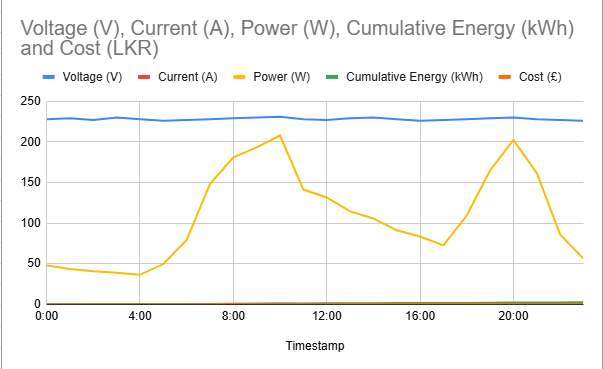 Voltage (V), Current (A), Power (W), Cumulative Energy (kWh)
and Cost (LKR)
Voltage (V) Current (A) Power (W) Cumulative Energy (kWh) Cost (£)
250
200
150
100
50
0
0:00 4:00 8:00 12:00 16:00 20:00
Timestamp